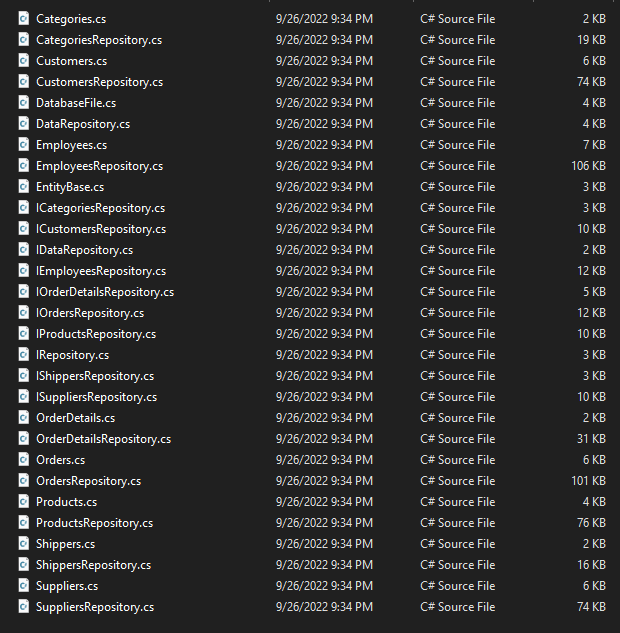 Categories.cs 9/26/2022 9:34 PM C# Source File 2 KB
CategoriesRepository.cs 9/26/2022 9:34 PM C# Source File 19 KB
Customers.cs 9/26/2022 9:34 PM C# Source File 6 KB
CustomersRepository.cs 9/26/2022 9:34 PM C# Source File 74 KB
DatabaseFile.cs 9/26/2022 9:34 PM C# Source File 4 KB
DataRepository.cs 9/26/2022 9:34 PM C# Source File 4 KB
Employees.cs 9/26/2022 9:34 PM C# Source File 7 KB
EmployeesRepository.cs 9/26/2022 9:34 PM C# Source File 106 KB
EntityBase.cs 9/26/2022 9:34 PM C# Source File 3 KB
ICategoriesRepository.cs 9/26/2022 9:34 PM C# Source File 3 KB
ICustomersRepository.cs 9/26/2022 9:34 PM C# Source File 10 KB
IDataRepository.cs 9/26/2022 9:34 PM C# Source File 2 KB
IEmployeesRepository.cs 9/26/2022 9:34 PM C# Source File 12 KB
IOrderDetailsRepository.cs 9/26/2022 9:34 PM C# Source File 5 KB
IOrdersRepository.cs 9/26/2022 9:34 PM C# Source File 12 KB
IProductsRepository.cs 9/26/2022 9:34 PM C# Source File 10 KB
IRepository.cs 9/26/2022 9:34 PM C# Source File 3 KB
IShippersRepository.cs 9/26/2022 9:34 PM C# Source File 3 KB
ISuppliersRepository.cs 9/26/2022 9:34 PM C# Source File 10 KB
OrderDetails.cs 9/26/2022 9:34 PM C# Source File 2 KB
OrderDetailsRepository.cs 9/26/2022 9:34 PM C# Source File 31 KB
Orders.cs 9/26/2022 9:34 PM C# Source File 6 KB
OrdersRepository.cs 9/26/2022 9:34 PM C# Source File 101 KB
Products.cs 9/26/2022 9:34 PM C# Source File 4 KB
ProductsRepository.cs 9/26/2022 9:34 PM C# Source File 76 KB
Shippers.cs 9/26/2022 9:34 PM C# Source File 2 KB
ShippersRepository.cs 9/26/2022 9:34 PM C# Source File 16 KB
Suppliers.cs 9/26/2022 9:34 PM C# Source File 6 KB
SuppliersRepository.cs 9/26/2022 9:34 PM C# Source File 74 KB